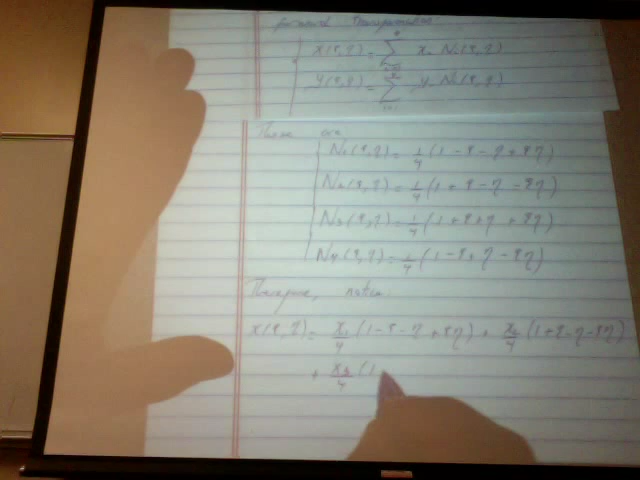 forward Transformation
x(ξ,η) = Σ xᵢ Nᵢ(ξ,η)
y(ξ,η) = Σ yᵢ Nᵢ(ξ,η)
i=1
These are
N₁(ξ,η) = 1/4 (1 - ξ - η + ξη)
N₂(ξ,η) = 1/4 (1 + ξ - η - ξη)
N₃(ξ,η) = 1/4 (1 + ξ + η + ξη)
N₄(ξ,η) = 1/4 (1 - ξ + η - ξη)
Therefore,
x(ξ,η) = x₁/4 (1 - ξ - η + ξη) + x₂/4 (1 + ξ - η - ξη)
+ x₃/4 (1